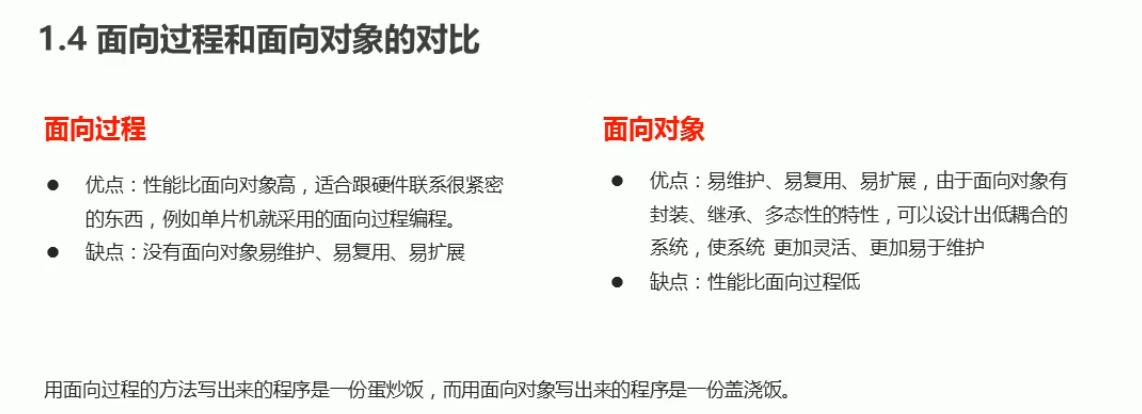 1.4 面向过程和面向对象的对比
面向过程
● 优点：性能比面向对象高，适合跟硬件联系很紧密
的东西，例如单片机就采用的面向过程编程。
● 缺点：没有面向对象易维护、易复用、易扩展
面向对象
● 优点：易维护、易复用、易扩展，由于面向对象有
封装、继承、多态性的特性，可以设计出低耦合的
系统，使系统 更加灵活、更加易于维护
● 缺点：性能比面向过程低
用面向过程的方法写出来的程序是一份蛋炒饭，而用面向对象写出来的程序是一份盖浇饭。